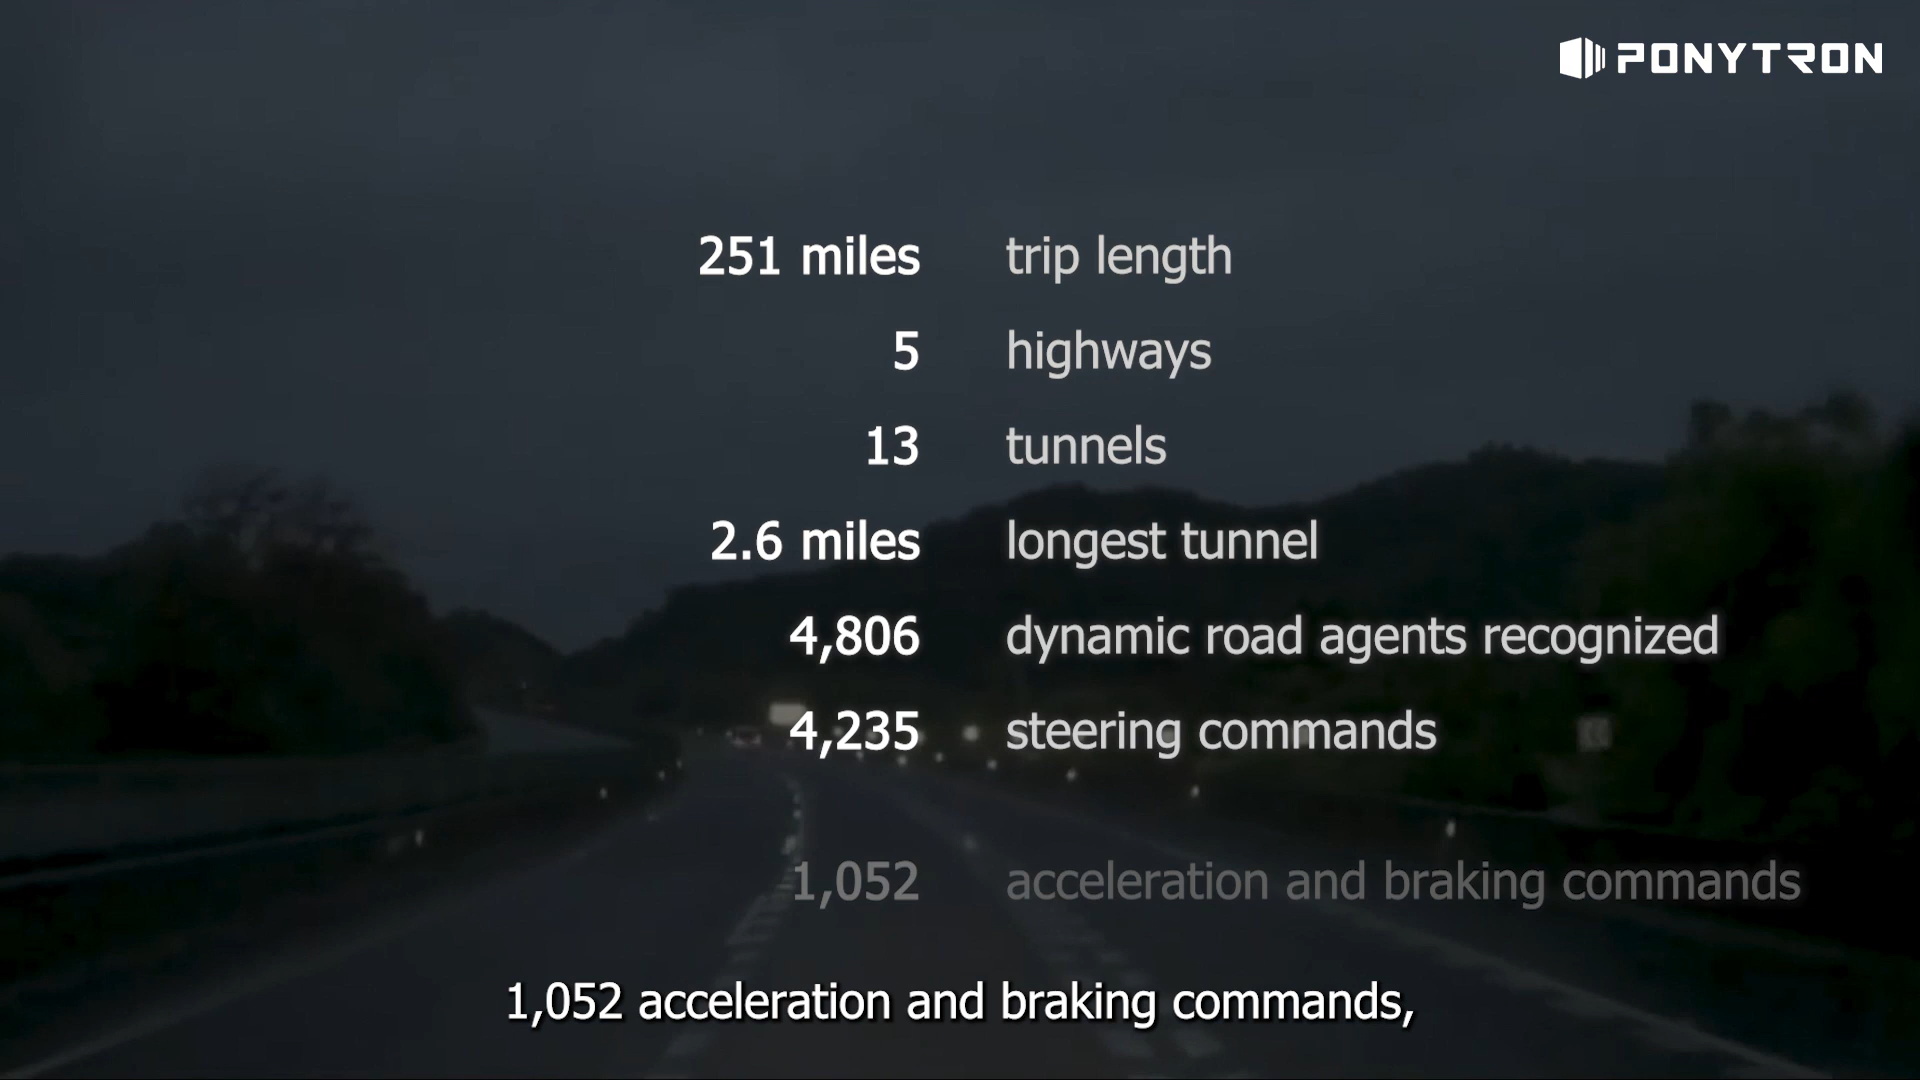 PONYTRON
251 miles trip length
5 highways
13 tunnels
2.6 miles longest tunnel
4,806 dynamic road agents recognized
4,235 steering commands
1,052 acceleration and braking commands
1,052 acceleration and braking commands,